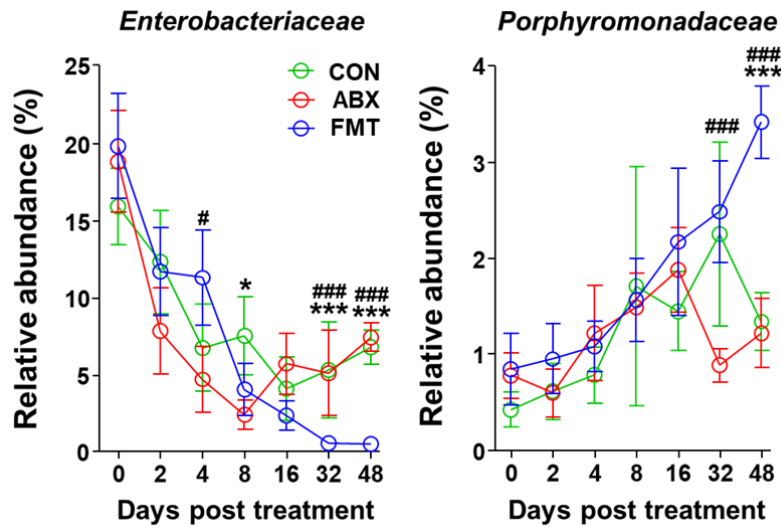 Enterobacteriaceae
Relative abundance (%)
25
20
15
10
5
0
CON
ABX
FMT
#
*
###
***
###
***
0 2 4 8 16 32 48
Days post treatment
Porphyromonadaceae
Relative abundance (%)
4
3
2
1
0
###
###
***
0 2 4 8 16 32 48
Days post treatment